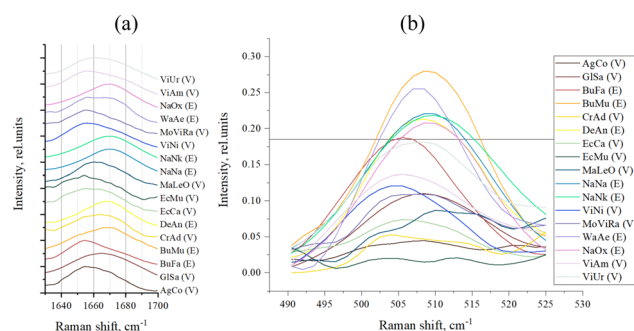 (a)
(b)
Intensity, rel.units
ViUr (V)
ViAm (V)
NaOx (E)
WaAe (E)
MoViRa (V)
ViNi (V)
NaNk (E)
NaNa (E)
MaLeO (V)
EcMu (V)
EcCa (V)
DeAn (E)
CrAd (V)
BuMu (E)
BuFa (E)
GlSa (V)
AgCo (V)
1640 1660 1680 1700
Raman shift, cm-1
Intensity, rel.units
0.30
0.25
0.20
0.15
0.10
0.05
0.00
490 495 500 505 510 515 520 525 530
Raman shift, cm-1
AgCo (V)
GlSa (V)
BuFa (E)
BuMu (E)
CrAd (V)
DeAn (E)
EcCa (V)
EcMu (V)
MaLeO (V)
NaNa (E)
NaNk (E)
ViNi (V)
MoViRa (V)
WaAe (E)
NaOx (E)
ViAm (V)
ViUr (V)